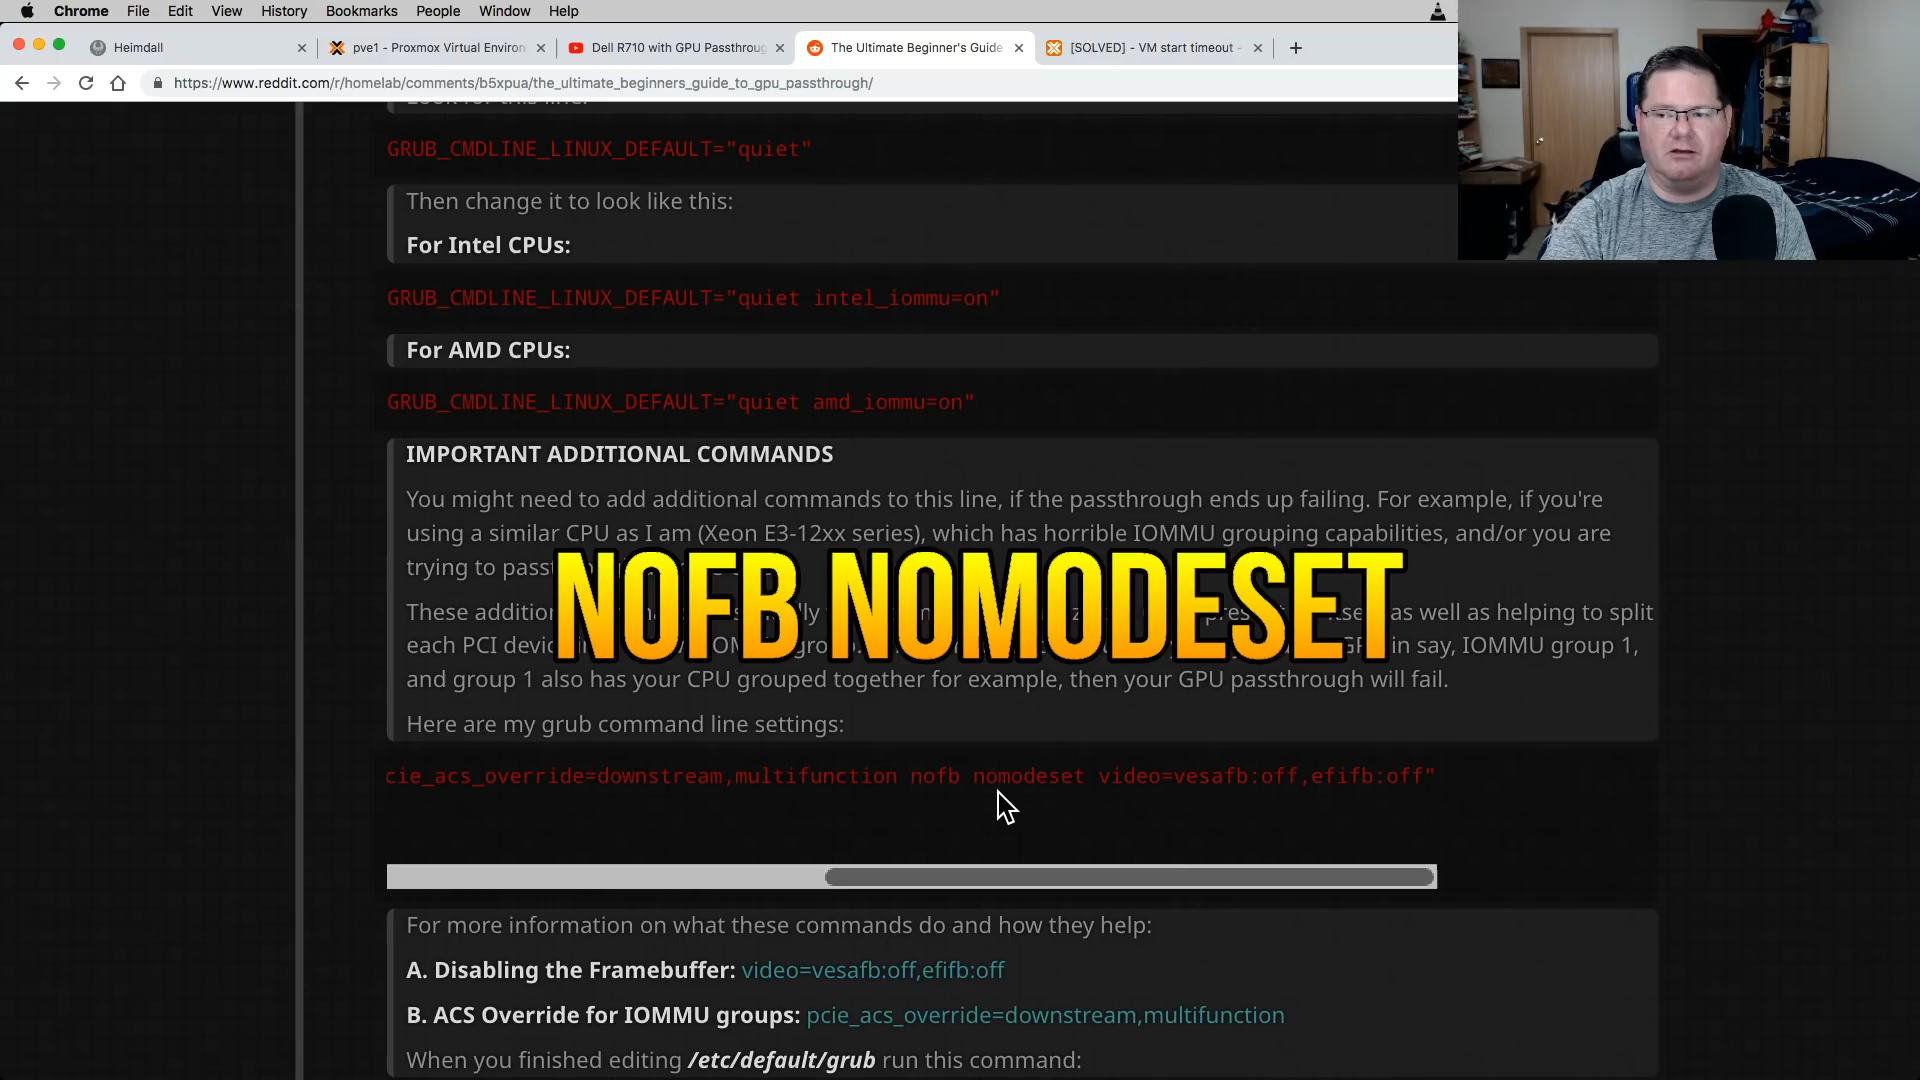 Chrome File Edit View History Bookmarks People Window Help
Heimdall
pve1 - Proxmox Virtual Environ
Dell R710 with GPU Passthroug
The Ultimate Beginner's Guide
[SOLVED] - VM start timeout -
https://www.reddit.com/r/homelab/comments/b5xpua/the_ultimate_beginners_guide_to_gpu_passthrough/
GRUB_CMDLINE_LINUX_DEFAULT="quiet"
Then change it to look like this:
For Intel CPUs:
GRUB_CMDLINE_LINUX_DEFAULT="quiet intel_iommu=on"
For AMD CPUs:
GRUB_CMDLINE_LINUX_DEFAULT="quiet amd_iommu=on"
IMPORTANT ADDITIONAL COMMANDS
You might need to add additional commands to this line, if the passthrough ends up failing. For example, if you're
using a similar CPU as I am (Xeon E3-12xx series), which has horrible IOMMU grouping capabilities, and/or you are
trying to
NOFB NOMODESET
These as well as helping to split
each PCI in say, IOMMU group 1,
and group 1 also has your CPU grouped together for example, then your GPU passthrough will fail.
Here are my grub command line settings:
cie_acs_override=downstream,multifunction nofb nomodeset video=vesafb:off,efifb:off"
For more information on what these commands do and how they help:
A. Disabling the Framebuffer: video=vesafb:off,efifb:off
B. ACS Override for IOMMU groups: pcie_acs_override=downstream,multifunction
When you finished editing /etc/default/grub run this command: